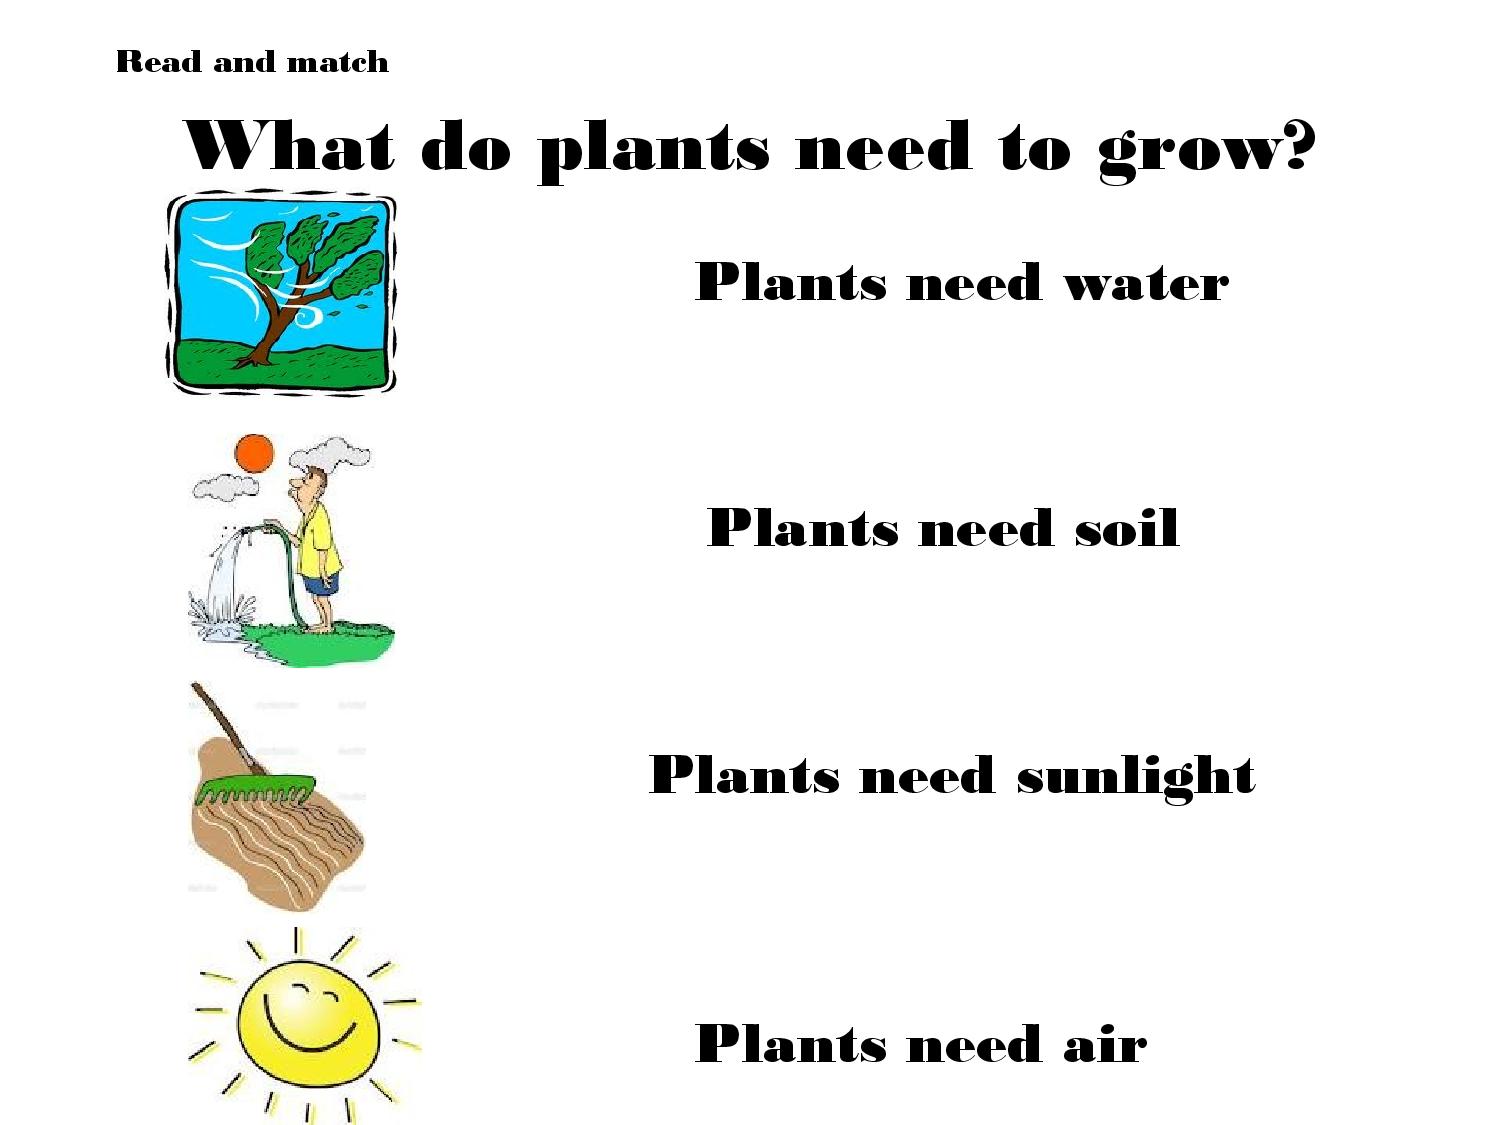 Read and match
What do plants need to grow?
Plants need water
Plants need soil
Plants need sunlight
Plants need air